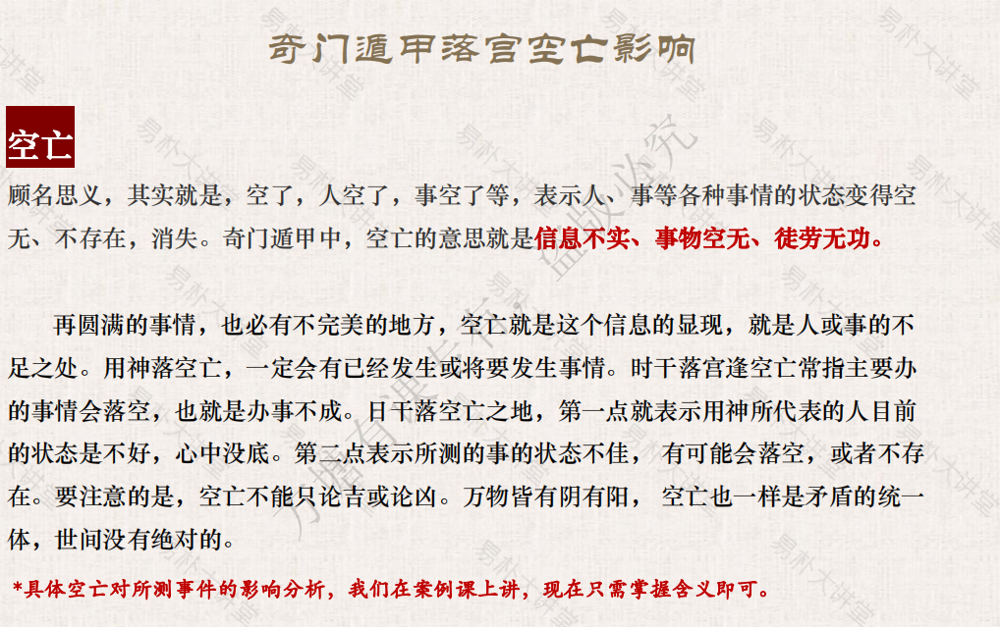 奇门遁甲落宫空亡影响
空亡
顾名思义，其实就是，空了，人空了，事空了等，表示人、事等各种事情的状态变得空
无、不存在，消失。奇门遁甲中，空亡的意思就是信息不实、事物空无、徒劳无功。
再圆满的事情，也必有不完美的地方，空亡就是这个信息的显现，就是人或事的不
足之处。用神落空亡，一定会有已经发生或将要发生事情。时干落宫逢空亡常指主要办
的事情会落空，也就是办事不成。日干落空亡之地，第一点就表示用神所代表的人目前
的状态是不好，心中没底。第二点表示所测的事的状态不佳， 有可能会落空，或者不存
在。要注意的是，空亡不能只论吉或论凶。万物皆有阴有阳， 空亡也一样是矛盾的统一
体，世间没有绝对的。
*具体空亡对所测事件的影响分析，我们在案例课上讲，现在只需掌握含义即可。
易朴大讲堂
盗版必究